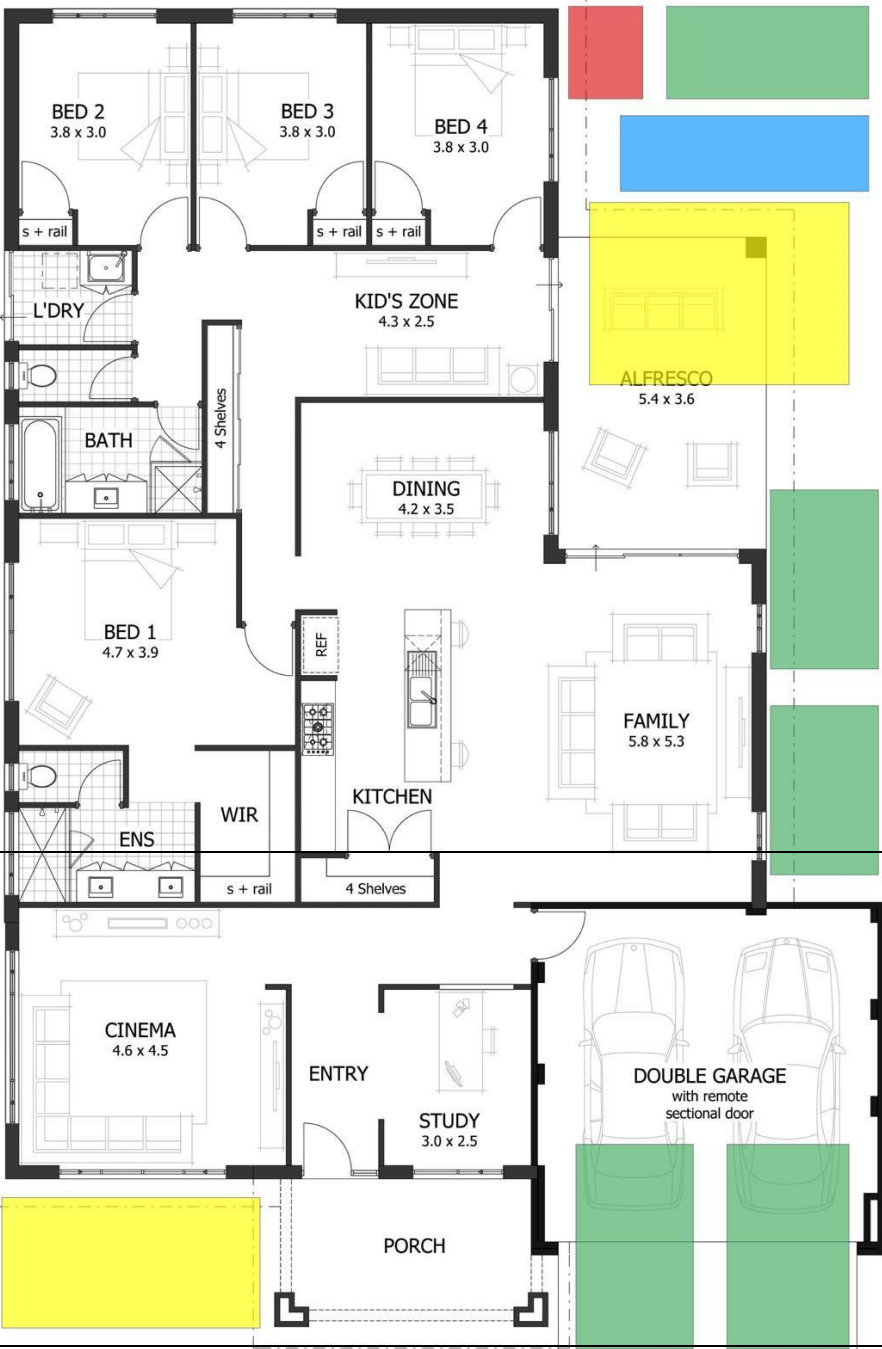 BED 2
3.8 x 3.0
BED 3
3.8 x 3.0
BED 4
3.8 x 3.0
s + rail
s + rail
s + rail
L'DRY
KID'S ZONE
4.3 x 2.5
4 Shelves
ALFRESCO
5.4 x 3.6
BATH
DINING
4.2 x 3.5
BED 1
4.7 x 3.9
REF
FAMILY
5.8 x 5.3
KITCHEN
WIR
ENS
s + rail
4 Shelves
CINEMA
4.6 x 4.5
ENTRY
STUDY
3.0 x 2.5
DOUBLE GARAGE
with remote
sectional door
PORCH